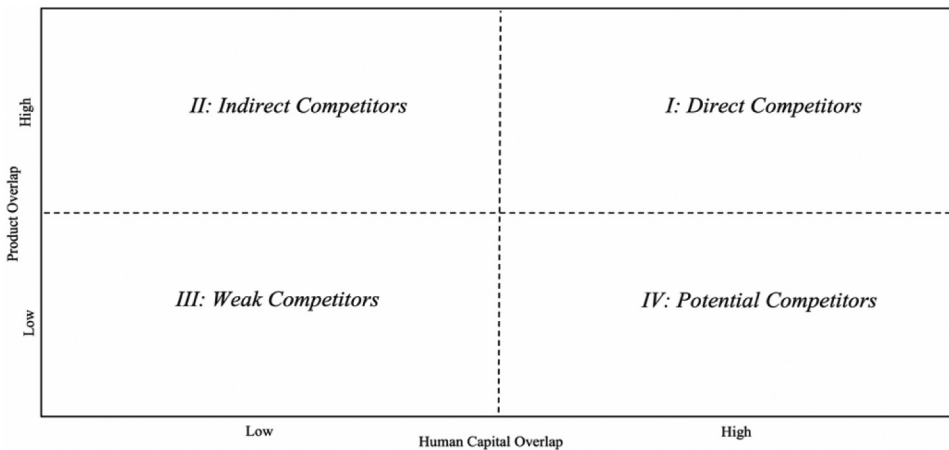 High
II: Indirect Competitors
I: Direct Competitors
Product Overlap
Low
III: Weak Competitors
IV: Potential Competitors
Low
Human Capital Overlap
High